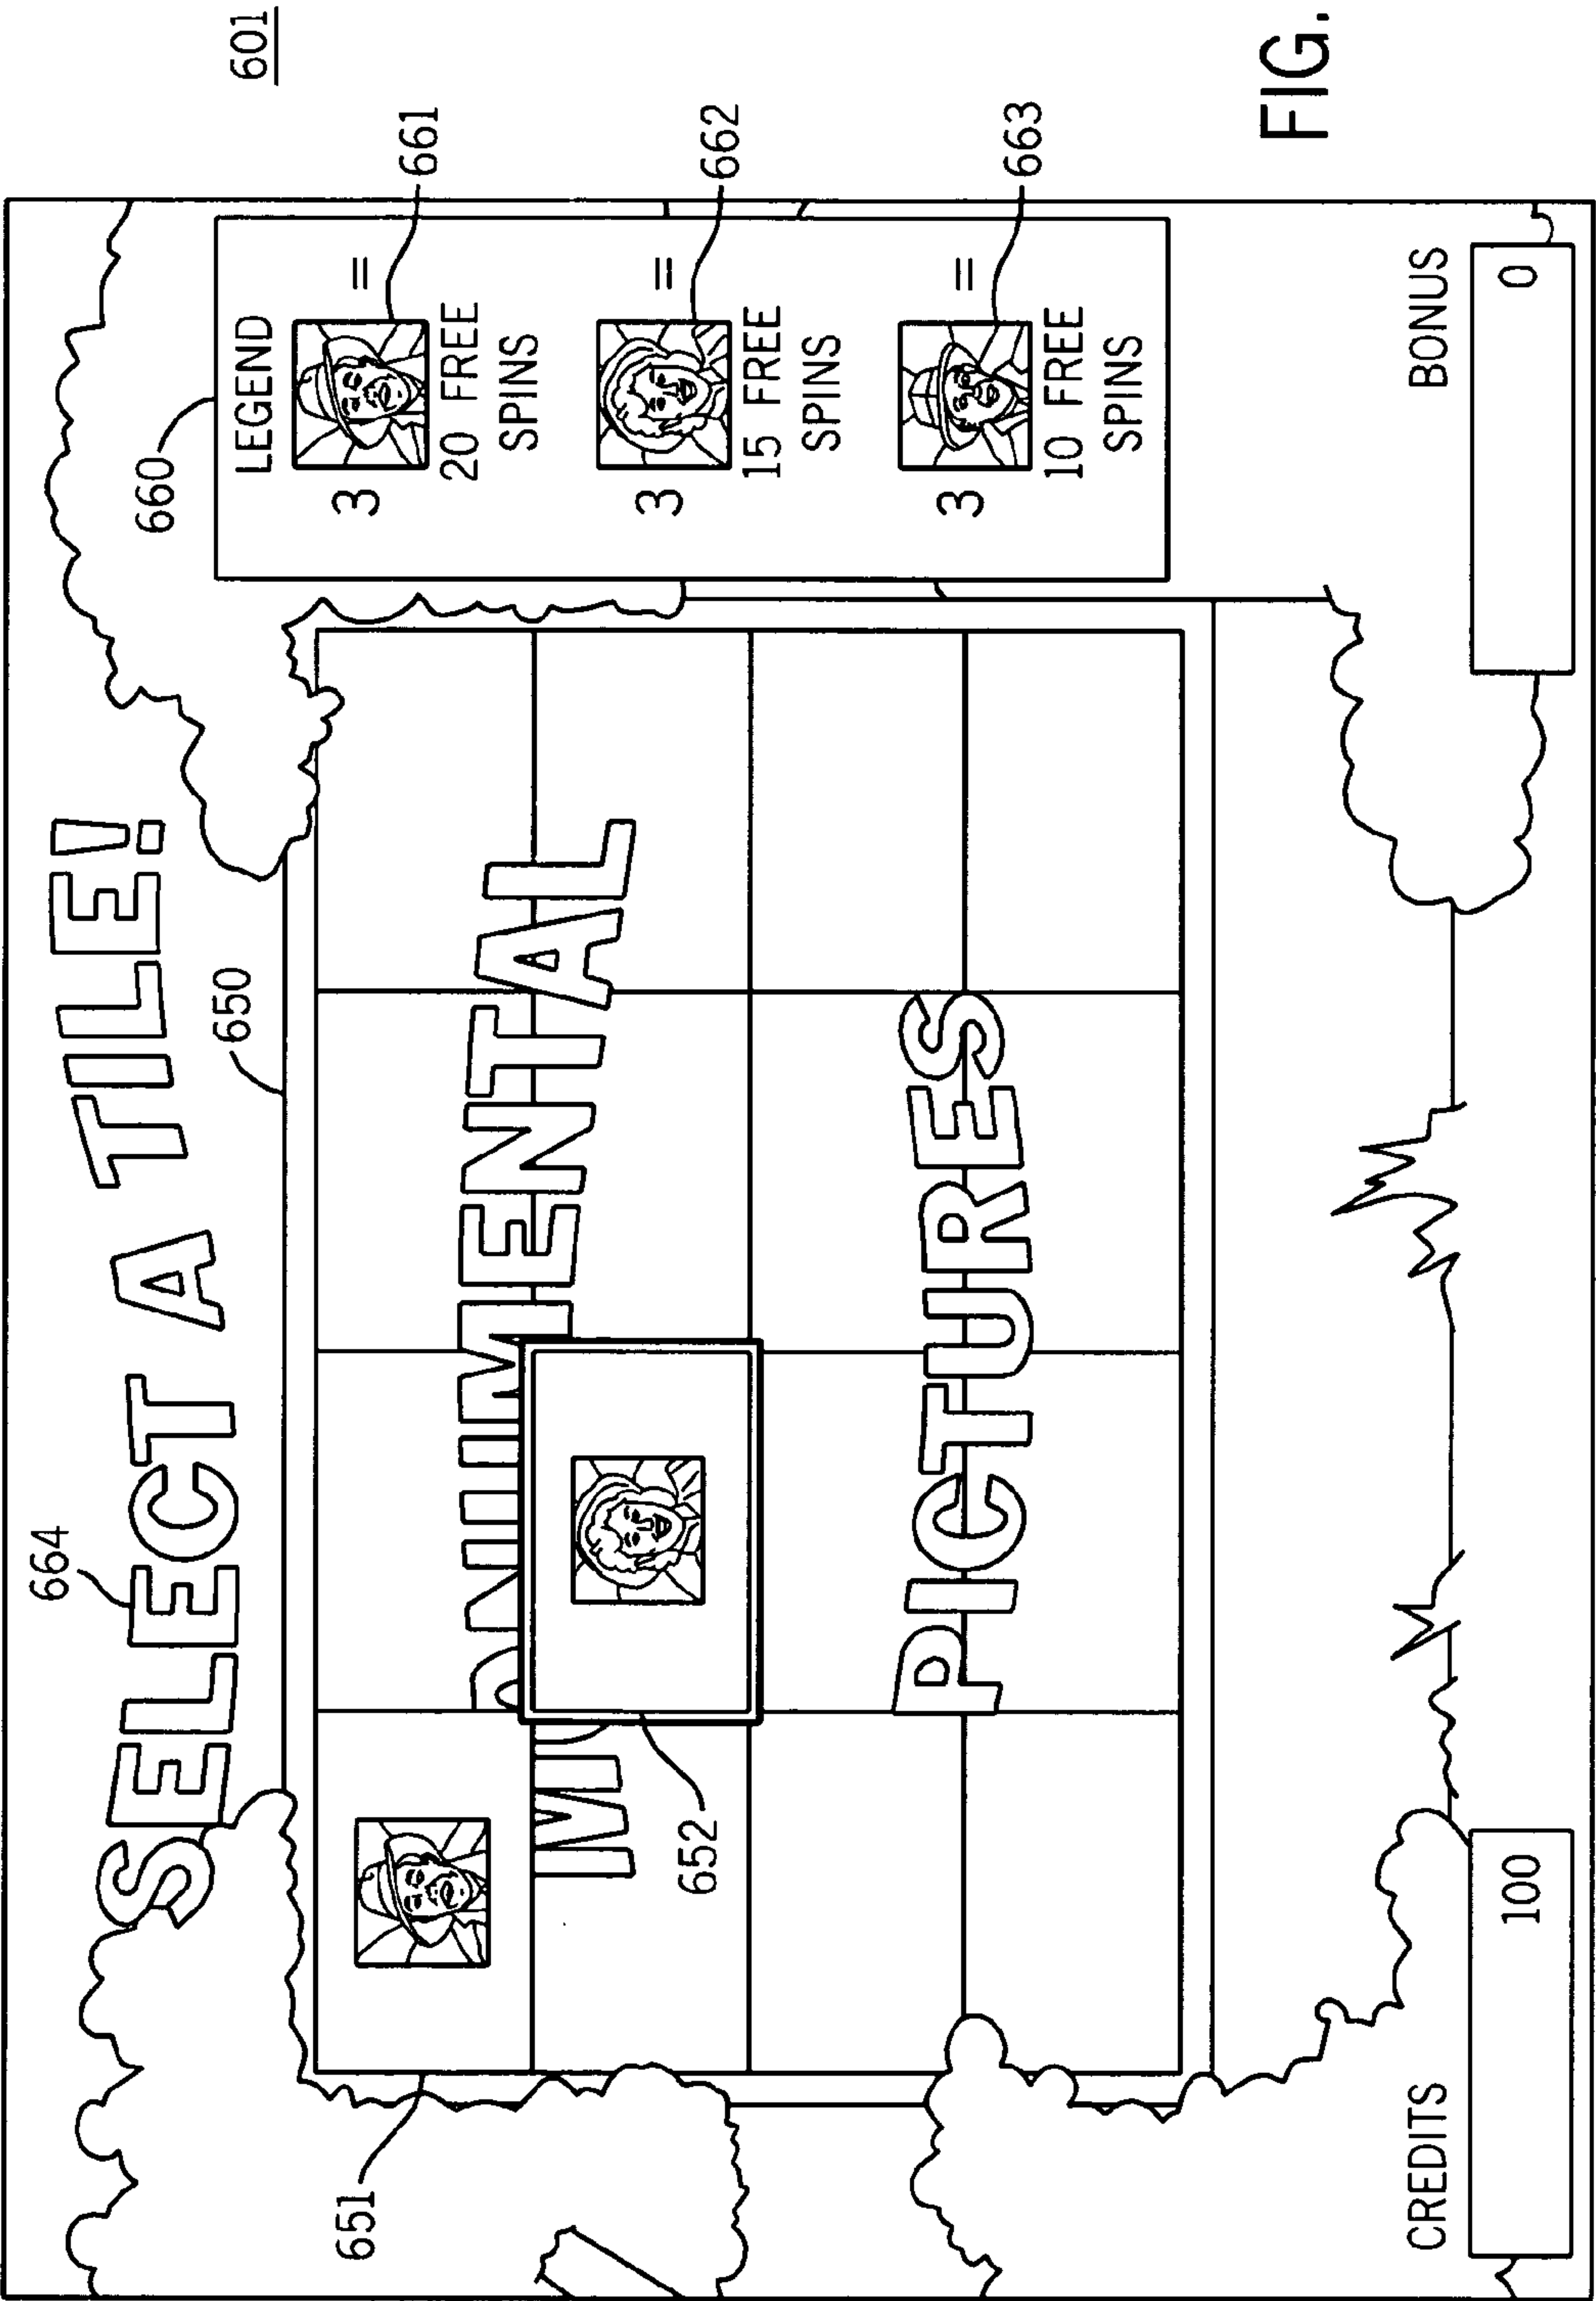 601
664
SELECT A TILE!
660
650
LEGEND
3 =
661
20 FREE
SPINS
3 =
662
15 FREE
SPINS
3 =
663
10 FREE
SPINS
651
MONUMENTAL
652
PICTURES
CREDITS
100
BONUS
0
FIG.